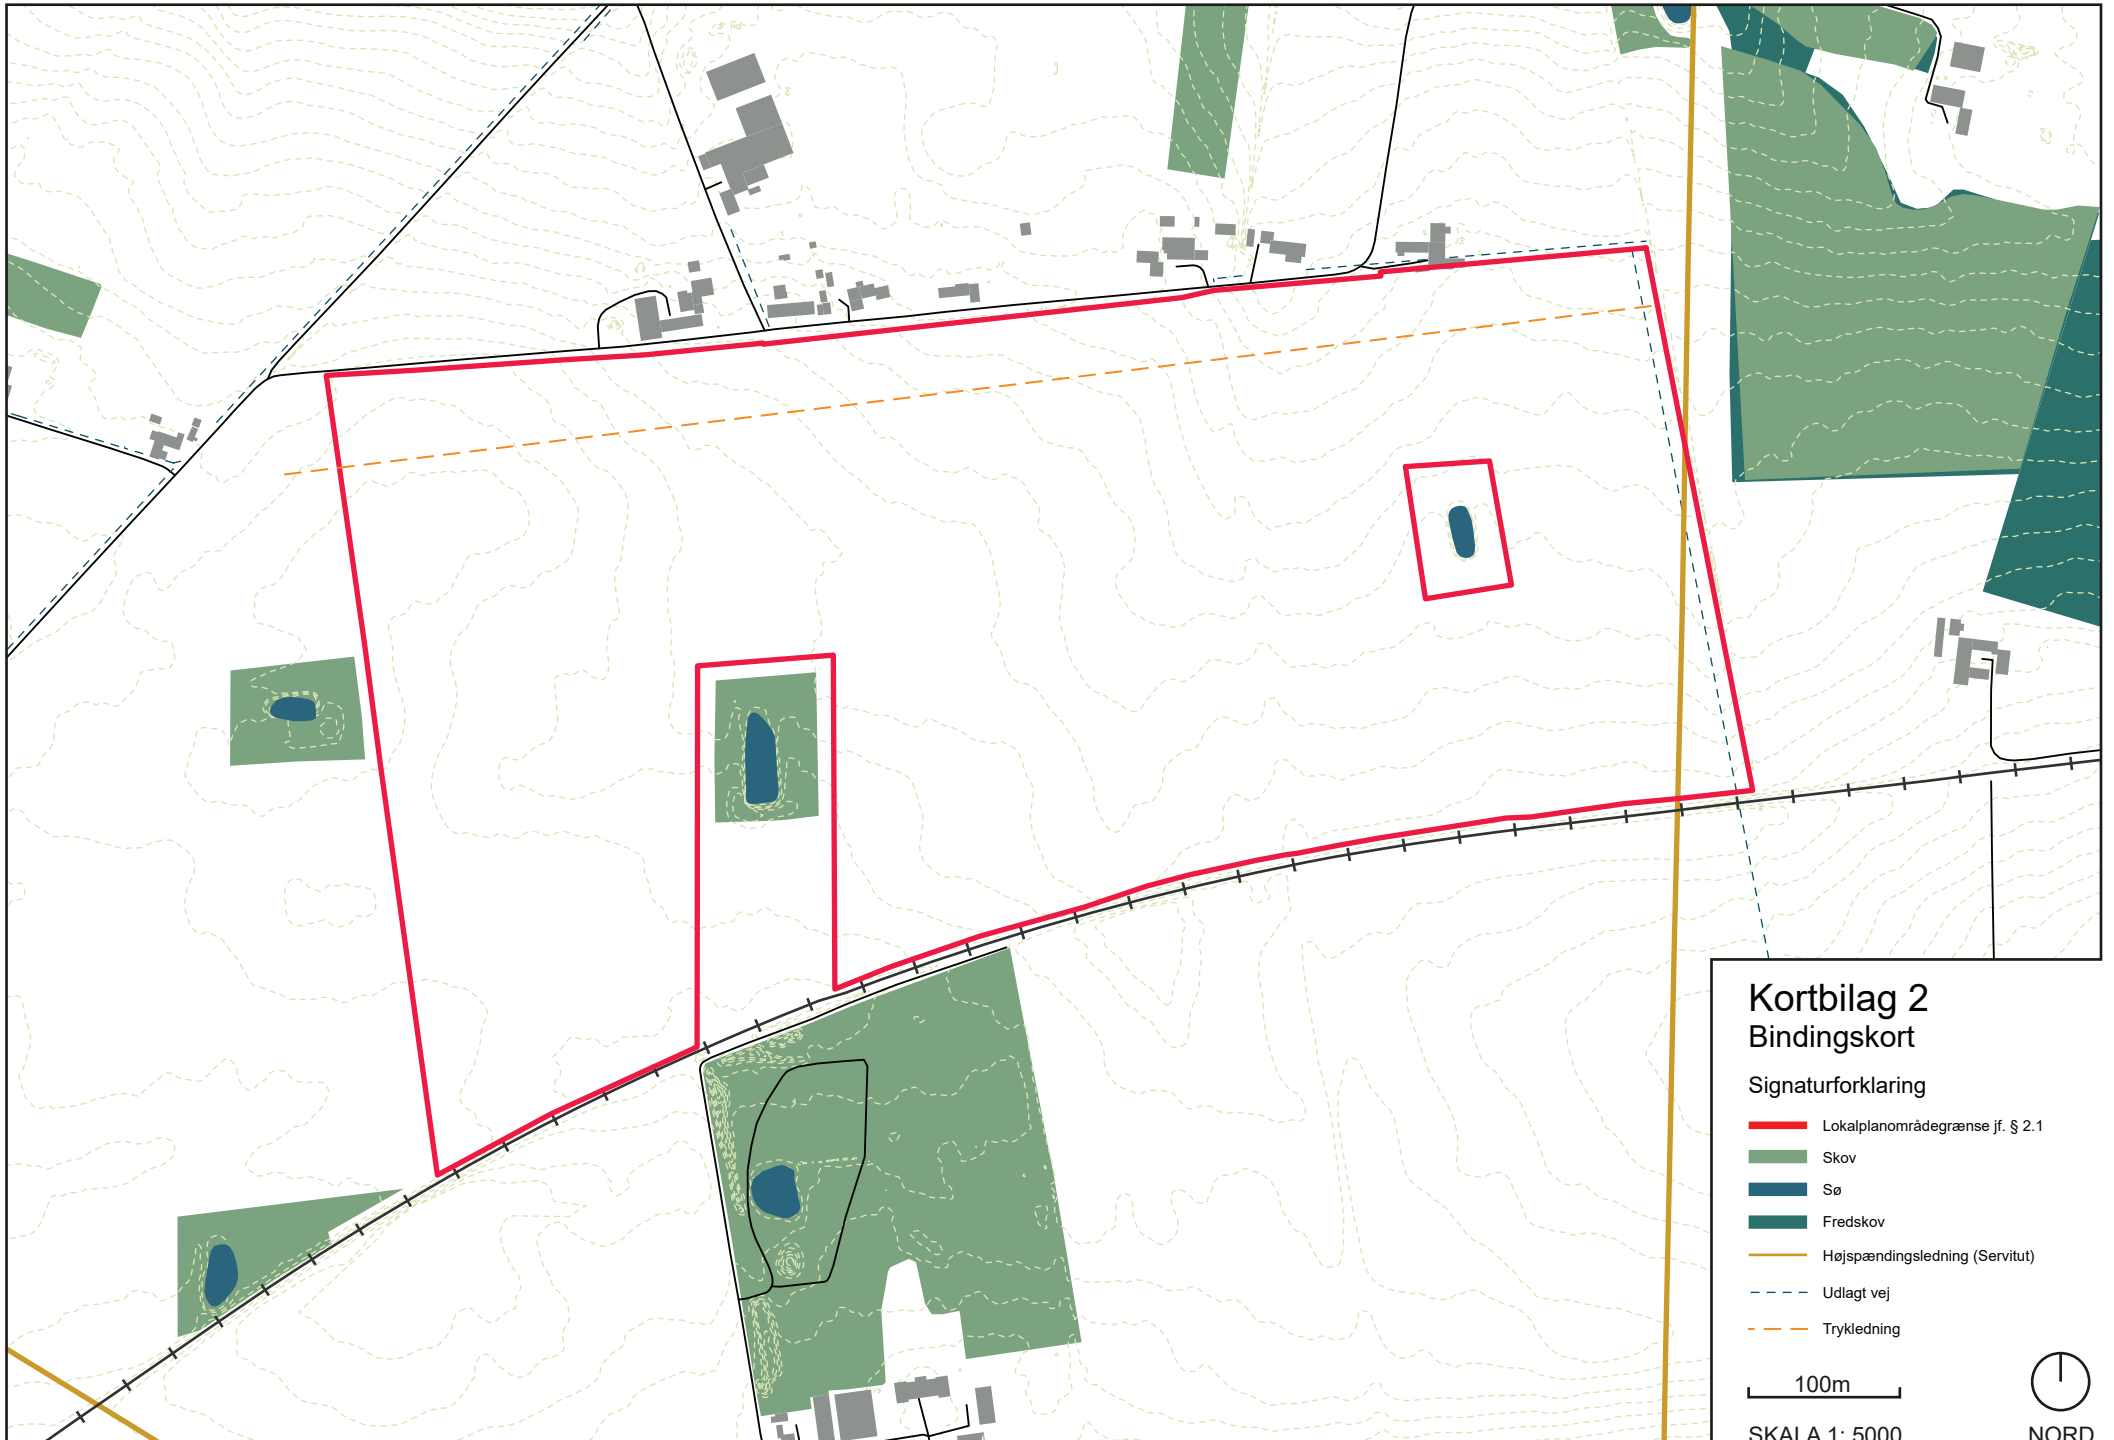 Kortbilag 2
Bindingskort
Signaturforklaring
Lokalplanområdegrænse jf. § 2.1
Skov
Sø
Fredskov
Højspændingsledning (Servitut)
Udlagt vej
Trykledning
100m
SKALA 1: 5000
NORD